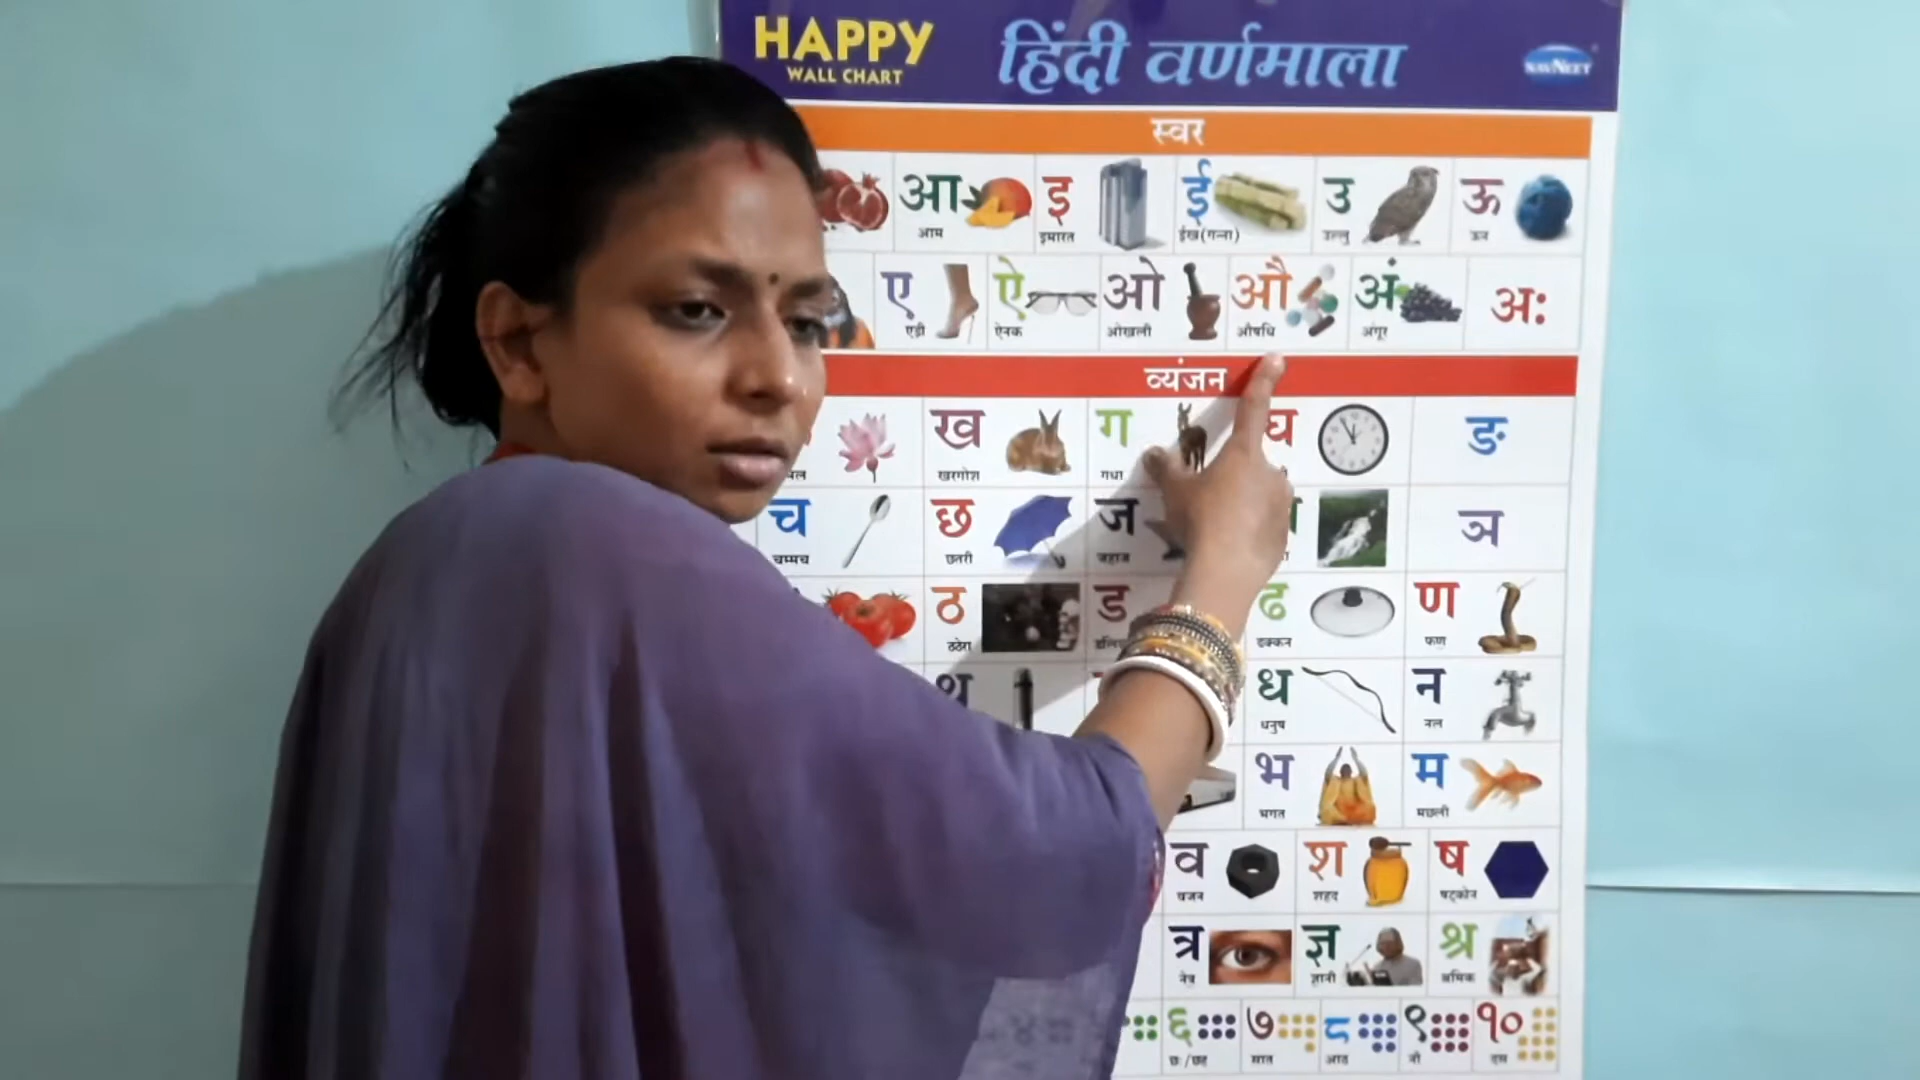 HAPPY
WALL CHART
हिंदी वर्णमाला
NAVNEET
स्वर
आ इ ई उ ऊ
आम इमारत ईख(गन्ना) उल्लु ऊन
ए ऐ ओ औ अं अः
एड़ी ऐनक ओखली औषधि अंगूर
व्यंजन
ख ग घ ङ
खरगोश गधा
च छ ज ञ
चम्मच छतरी जहाज
ठ ड ढ ण
ठठेरा ढक्कन फण
थ ध न
धनुष नल
भ म
भगत मछली
व श ष
वजन शहद षट्कोन
त्र ज्ञ श्र
नेत्र ज्ञानी श्रमिक
६ ७ ८ ९ १०
छः/छह सात आठ नौ दस